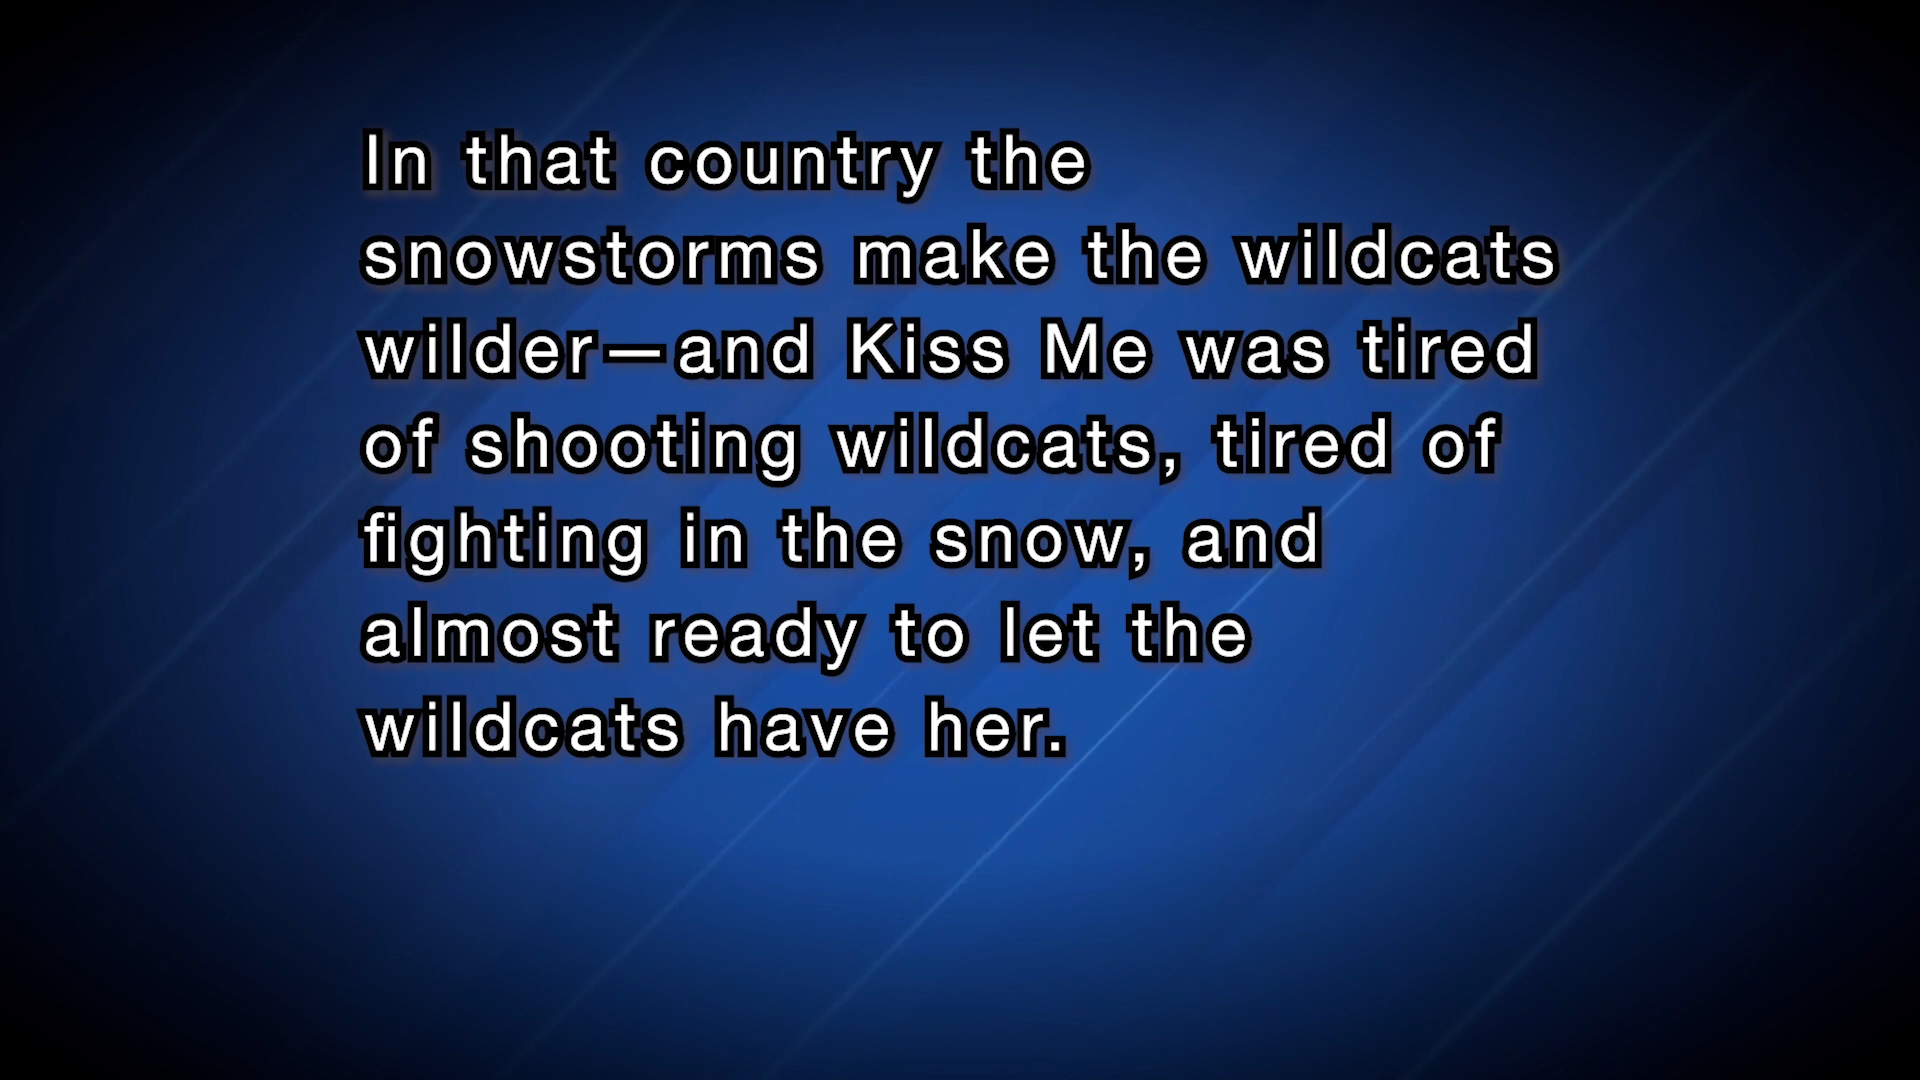 In that country the
snowstorms make the wildcats
wilder—and Kiss Me was tired
of shooting wildcats, tired of
fighting in the snow, and
almost ready to let the
wildcats have her.